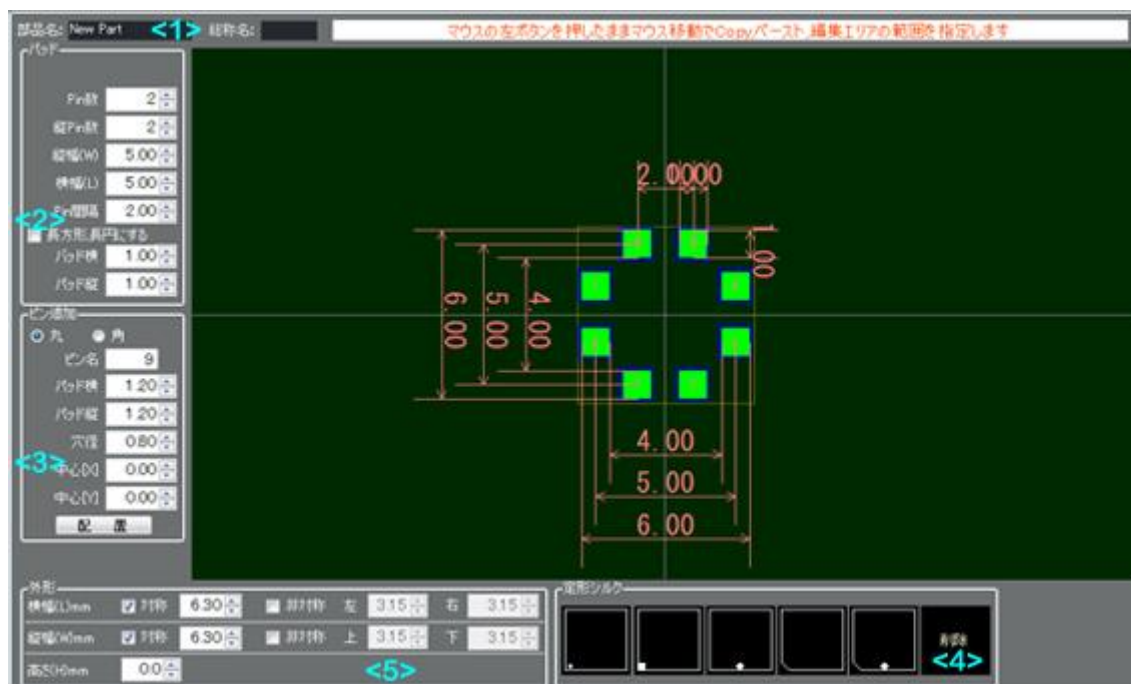 部品名: New Part <1> 総称名:
マウスの左ボタンを押したままマウス移動でCopyペースト、編集エリアの範囲を指定します
パッド
Pin数 2
縦Pin数 2
縦幅(W) 5.00
横幅(L) 5.00
Pin間隔 2.00
<2>
長方形、長円にする
パッド横 1.00
パッド縦 1.00
ピン追加
丸 角
ピン名 9
パッド横 1.20
パッド縦 1.20
穴径 0.80
<3>
中心[X] 0.00
中心[Y] 0.00
配 置
2.00
1.00
6.00
5.00
4.00
4.00
5.00
6.00
外形
横幅(L)mm 対称 6.30 非対称 左 3.15 右 3.15
縦幅(W)mm 対称 6.30 非対称 上 3.15 下 3.15
高さ(H)mm 0.0 <5>
定形シルク
削除
<4>